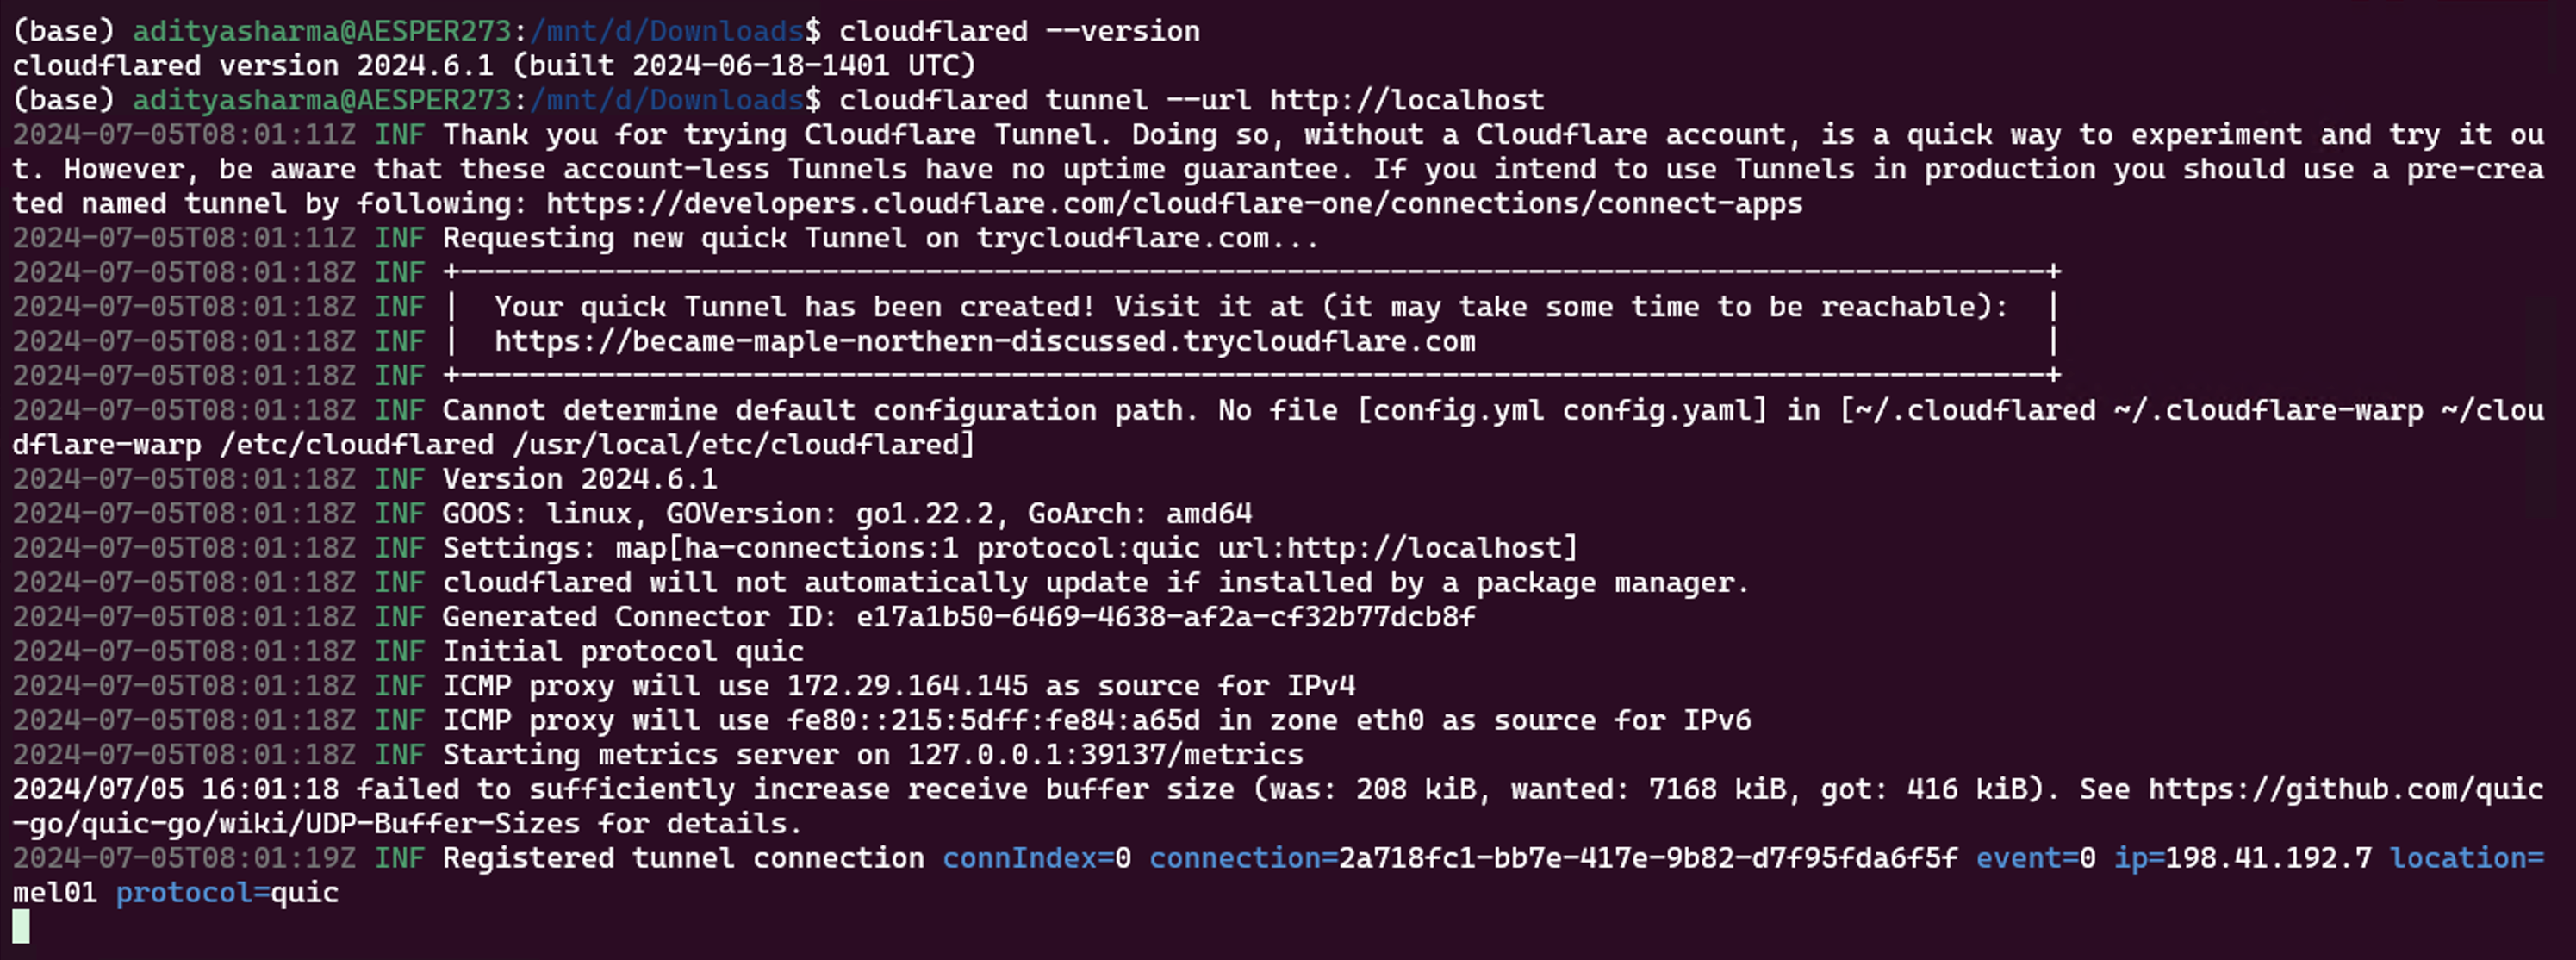 (base) adityasharma@AESPER273:/mnt/d/Downloads$ cloudflared --version
cloudflared version 2024.6.1 (built 2024-06-18-1401 UTC)
(base) adityasharma@AESPER273:/mnt/d/Downloads$ cloudflared tunnel --url http://localhost
2024-07-05T08:01:11Z INF Thank you for trying Cloudflare Tunnel. Doing so, without a Cloudflare account, is a quick way to experiment and try it ou
t. However, be aware that these account-less Tunnels have no uptime guarantee. If you intend to use Tunnels in production you should use a pre-crea
ted named tunnel by following: https://developers.cloudflare.com/cloudflare-one/connections/connect-apps
2024-07-05T08:01:11Z INF Requesting new quick Tunnel on trycloudflare.com...
2024-07-05T08:01:18Z INF +--------------------------------------------------------------------------------------------+
2024-07-05T08:01:18Z INF |  Your quick Tunnel has been created! Visit it at (it may take some time to be reachable):  |
2024-07-05T08:01:18Z INF |  https://became-maple-northern-discussed.trycloudflare.com                                 |
2024-07-05T08:01:18Z INF +--------------------------------------------------------------------------------------------+
2024-07-05T08:01:18Z INF Cannot determine default configuration path. No file [config.yml config.yaml] in [~/.cloudflared ~/.cloudflare-warp ~/clou
dflare-warp /etc/cloudflared /usr/local/etc/cloudflared]
2024-07-05T08:01:18Z INF Version 2024.6.1
2024-07-05T08:01:18Z INF GOOS: linux, GOVersion: go1.22.2, GoArch: amd64
2024-07-05T08:01:18Z INF Settings: map[ha-connections:1 protocol:quic url:http://localhost]
2024-07-05T08:01:18Z INF cloudflared will not automatically update if installed by a package manager.
2024-07-05T08:01:18Z INF Generated Connector ID: e17a1b50-6469-4638-af2a-cf32b77dcb8f
2024-07-05T08:01:18Z INF Initial protocol quic
2024-07-05T08:01:18Z INF ICMP proxy will use 172.29.164.145 as source for IPv4
2024-07-05T08:01:18Z INF ICMP proxy will use fe80::215:5dff:fe84:a65d in zone eth0 as source for IPv6
2024-07-05T08:01:18Z INF Starting metrics server on 127.0.0.1:39137/metrics
2024/07/05 16:01:18 failed to sufficiently increase receive buffer size (was: 208 kiB, wanted: 7168 kiB, got: 416 kiB). See https://github.com/quic
-go/quic-go/wiki/UDP-Buffer-Sizes for details.
2024-07-05T08:01:19Z INF Registered tunnel connection connIndex=0 connection=2a718fc1-bb7e-417e-9b82-d7f95fda6f5f event=0 ip=198.41.192.7 location=
mel01 protocol=quic